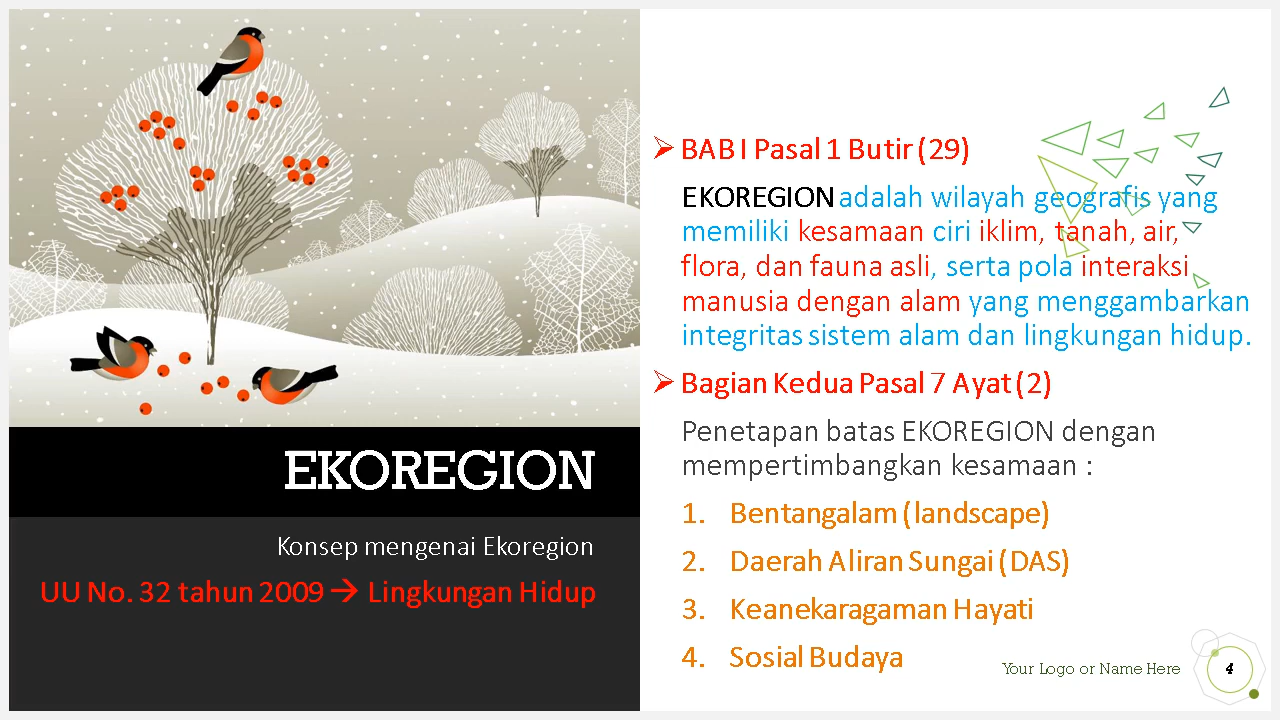 EKOREGION
Konsep mengenai Ekoregion
UU No. 32 tahun 2009 → Lingkungan Hidup
➢ BAB I Pasal 1 Butir (29)
EKOREGION adalah wilayah geografis yang
memiliki kesamaan ciri iklim, tanah, air,
flora, dan fauna asli, serta pola interaksi
manusia dengan alam yang menggambarkan
integritas sistem alam dan lingkungan hidup.
➢ Bagian Kedua Pasal 7 Ayat (2)
Penetapan batas EKOREGION dengan
mempertimbangkan kesamaan :
1. Bentangalam (landscape)
2. Daerah Aliran Sungai (DAS)
3. Keanekaragaman Hayati
4. Sosial Budaya
Your Logo or Name Here
4